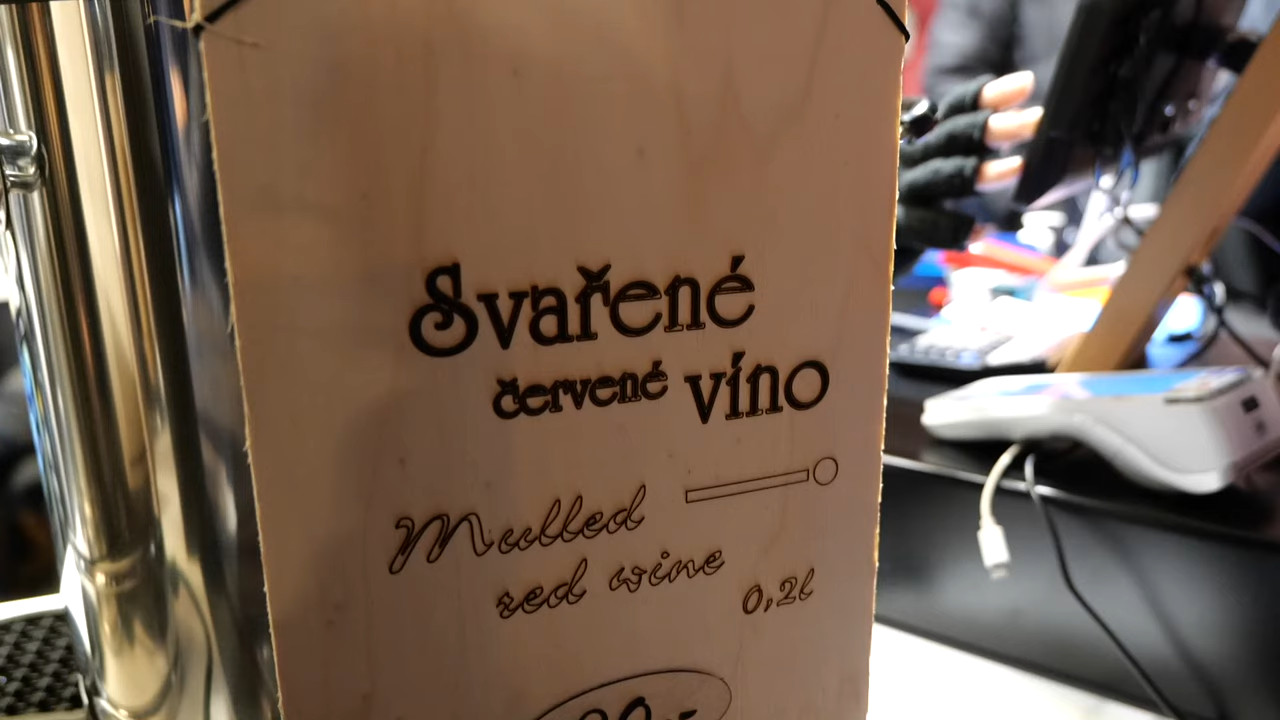 Svařené
červené víno
Mulled
red wine
0,2l